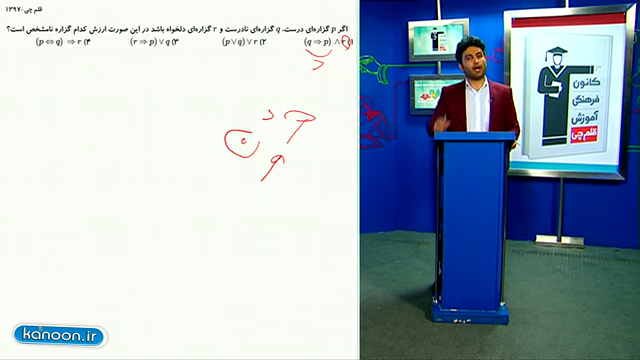 قلم چی-۱۳۹۷
اگر p گزاره‌ای درست، q گزاره‌ای نادرست و r گزاره‌ای دلخواه باشد در این صورت ارزش کدام گزاره نامشخص است؟
(q ⇒ p) ∧ r (۱ (p ∨ q) ∨ r (۲ (r ⇒ p) ∨ q (۳ (p ⇔ q) ⇒ r (۴
د
p د
q ن
کانون
فرهنگی
آموزش
قلم‌چی
kanoon.ir